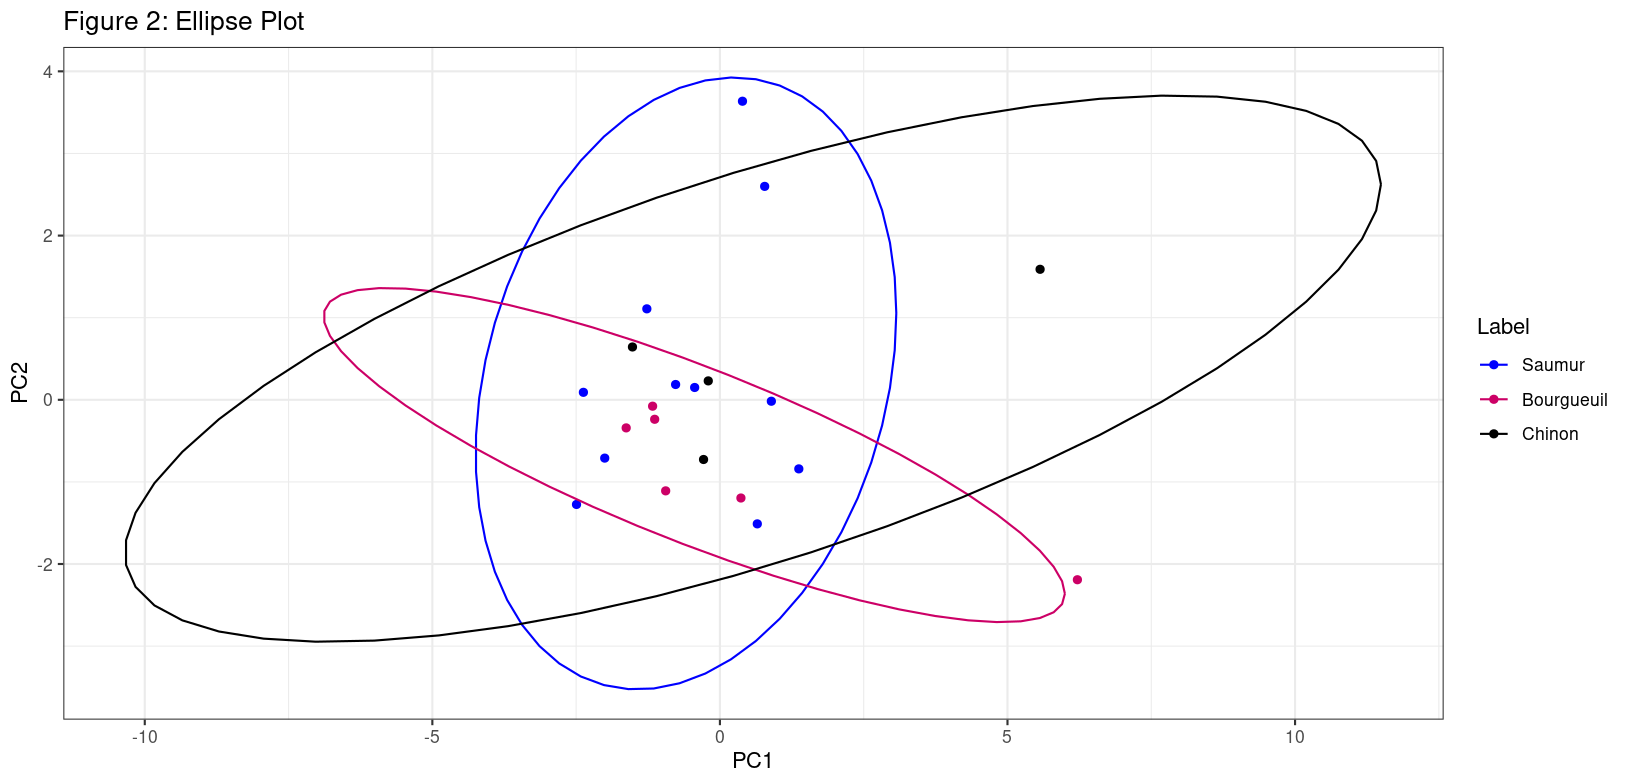 Figure 2: Ellipse Plot
4
2
0
-2
PC2
-10
-5
0
5
10
PC1
Label
Saumur
Bourgueuil
Chinon